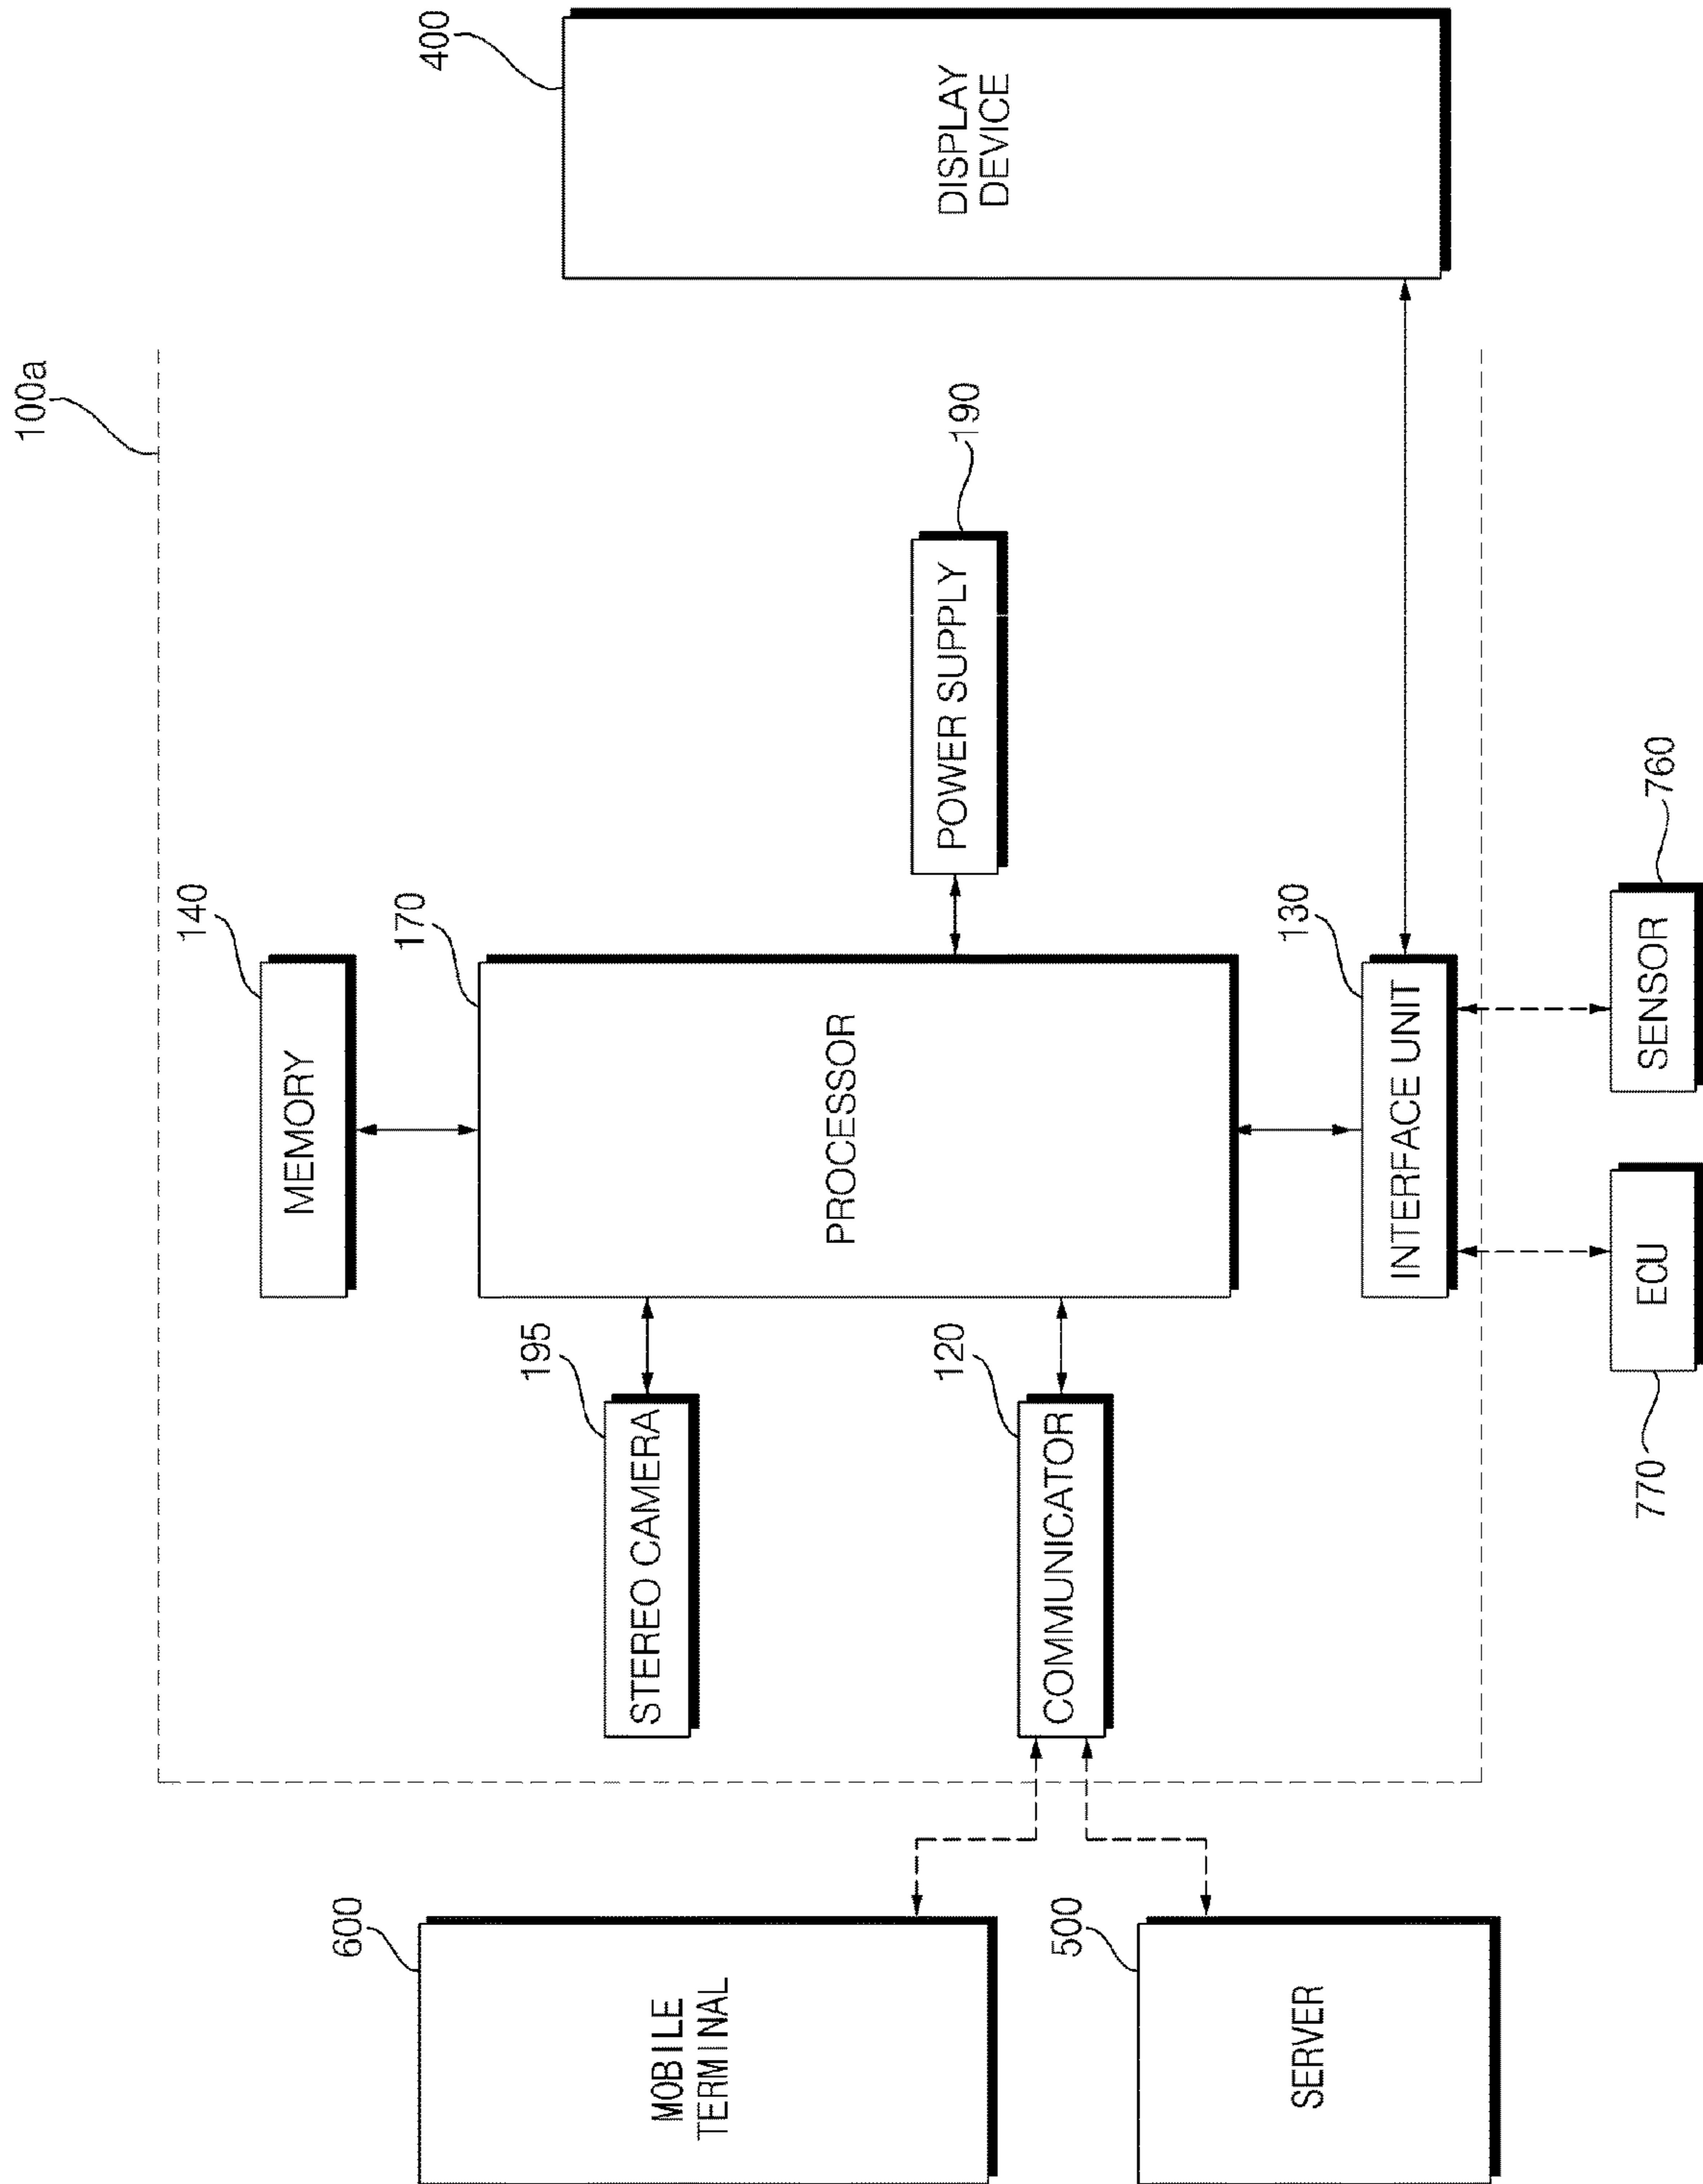 100a
140
MEMORY
600
MOBILE
TERMINAL
195
STEREO CAMERA
170
PROCESSOR
400
DISPLAY
DEVICE
190
POWER SUPPLY
120
COMMUNICATOR
500
SERVER
130
INTERFACE UNIT
770
ECU
SENSOR
760